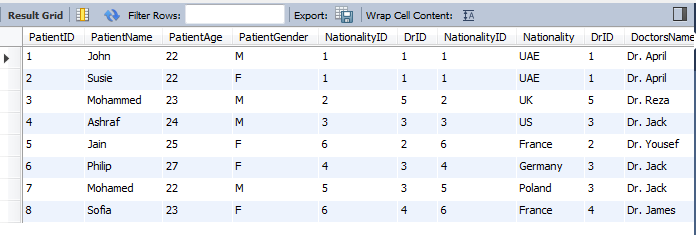 Result Grid Filter Rows: Export: Wrap Cell Content:
PatientID PatientName PatientAge PatientGender NationalityID DrID NationalityID Nationality DrID DoctorsName
1 John 22 M 1 1 1 UAE 1 Dr. April
2 Susie 22 F 1 1 1 UAE 1 Dr. April
3 Mohammed 23 M 2 5 2 UK 5 Dr. Reza
4 Ashraf 24 M 3 3 3 US 3 Dr. Jack
5 Jain 25 F 6 2 6 France 2 Dr. Yousef
6 Philip 27 F 4 3 4 Germany 3 Dr. Jack
7 Mohamed 22 M 5 3 5 Poland 3 Dr. Jack
8 Sofia 23 F 6 4 6 France 4 Dr. James